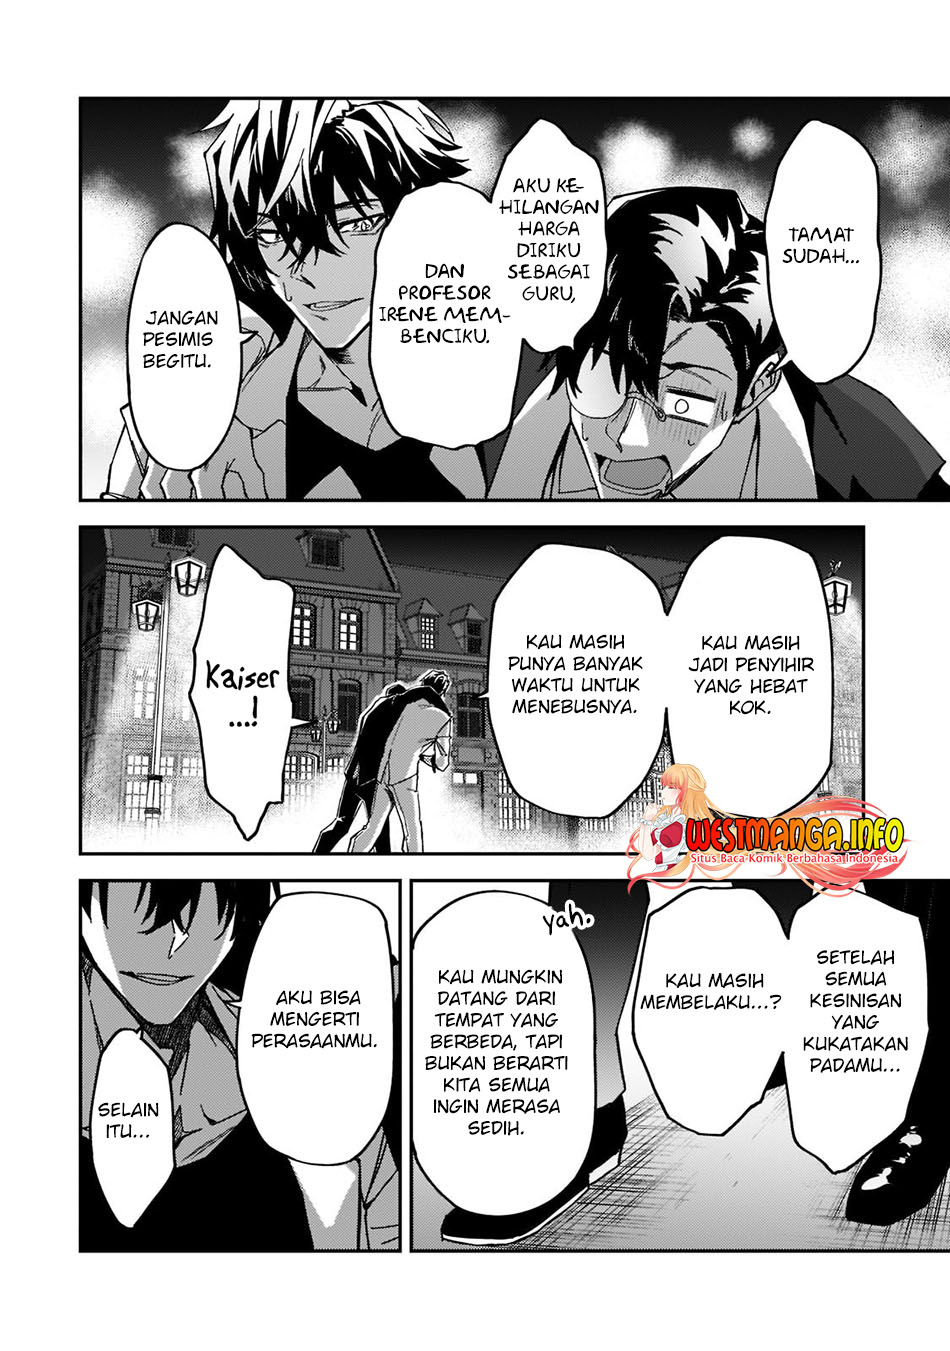 TAMAT
SUDAH...
AKU KE-
HILANGAN
HARGA
DIRIKU
SEBAGAI
GURU,
DAN
PROFESOR
IRENE MEM-
BENCIKU.
JANGAN
PESIMIS
BEGITU.
KAU MASIH
JADI PENYIHIR
YANG HEBAT
KOK.
KAU MASIH
PUNYA BANYAK
WAKTU UNTUK
MENEBUSNYA.
Kaiser
...!
WESTMANGA.INFO
Situs Baca Komik Berbahasa Indonesia
SETELAH
SEMUA
KESINISAN
YANG
KUKATAKAN
PADAMU...
KAU MASIH
MEMBELAKU...?
yah.
KAU MUNGKIN
DATANG DARI
TEMPAT YANG
BERBEDA, TAPI
BUKAN BERARTI
KITA SEMUA
INGIN MERASA
SEDIH.
AKU BISA
MENGERTI
PERASAANMU.
SELAIN
ITU...